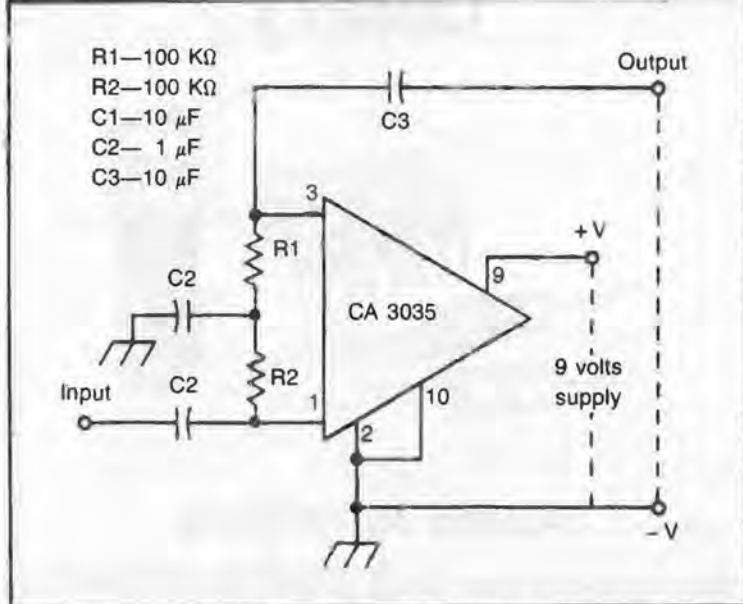 R1—100 KΩ
R2—100 KΩ
C1—10 μF
C2— 1 μF
C3—10 μF
Output
C3
3
R1
+V
9
C2
CA 3035
R2
9 volts
supply
10
Input
C2
1
2
−V